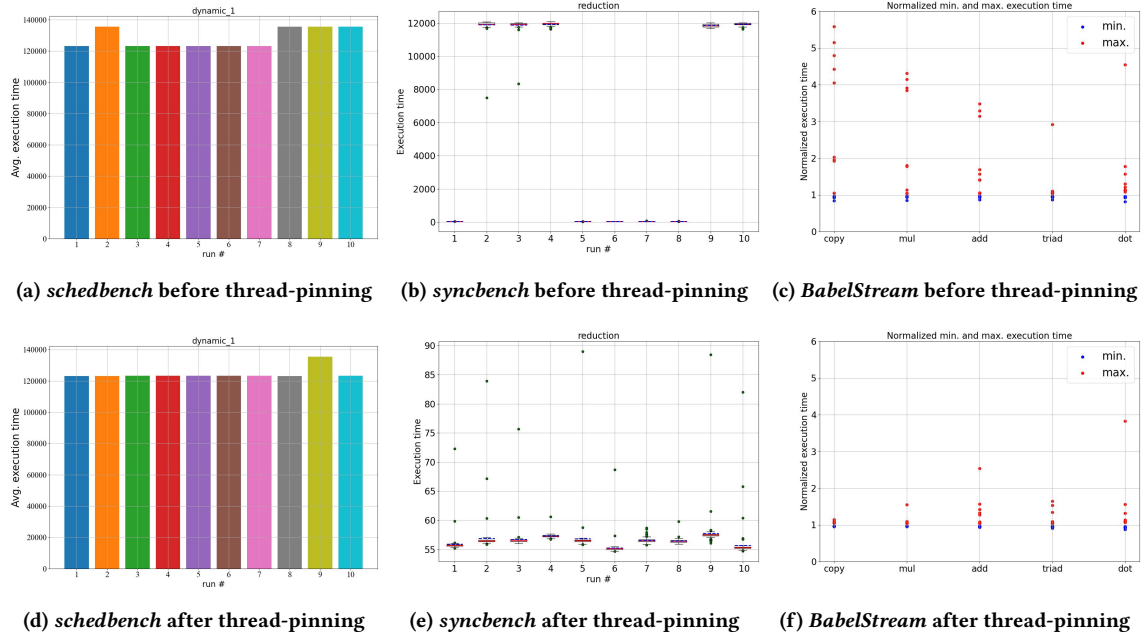 dynamic_1
Avg. execution time
140000
120000
100000
80000
60000
40000
20000
0
1 2 3 4 5 6 7 8 9 10
run #
(a) schedbench before thread-pinning
reduction
Execution time
12000
10000
8000
6000
4000
2000
0
1 2 3 4 5 6 7 8 9 10
run #
(b) syncbench before thread-pinning
Normalized min. and max. execution time
Normalized execution time
6
5
4
3
2
1
0
min.
max.
copy mul add triad dot
(c) BabelStream before thread-pinning
dynamic_1
Avg. execution time
140000
120000
100000
80000
60000
40000
20000
0
1 2 3 4 5 6 7 8 9 10
run #
(d) schedbench after thread-pinning
reduction
Execution time
90
85
80
75
70
65
60
55
1 2 3 4 5 6 7 8 9 10
run #
(e) syncbench after thread-pinning
Normalized min. and max. execution time
Normalized execution time
6
5
4
3
2
1
0
min.
max.
copy mul add triad dot
(f) BabelStream after thread-pinning